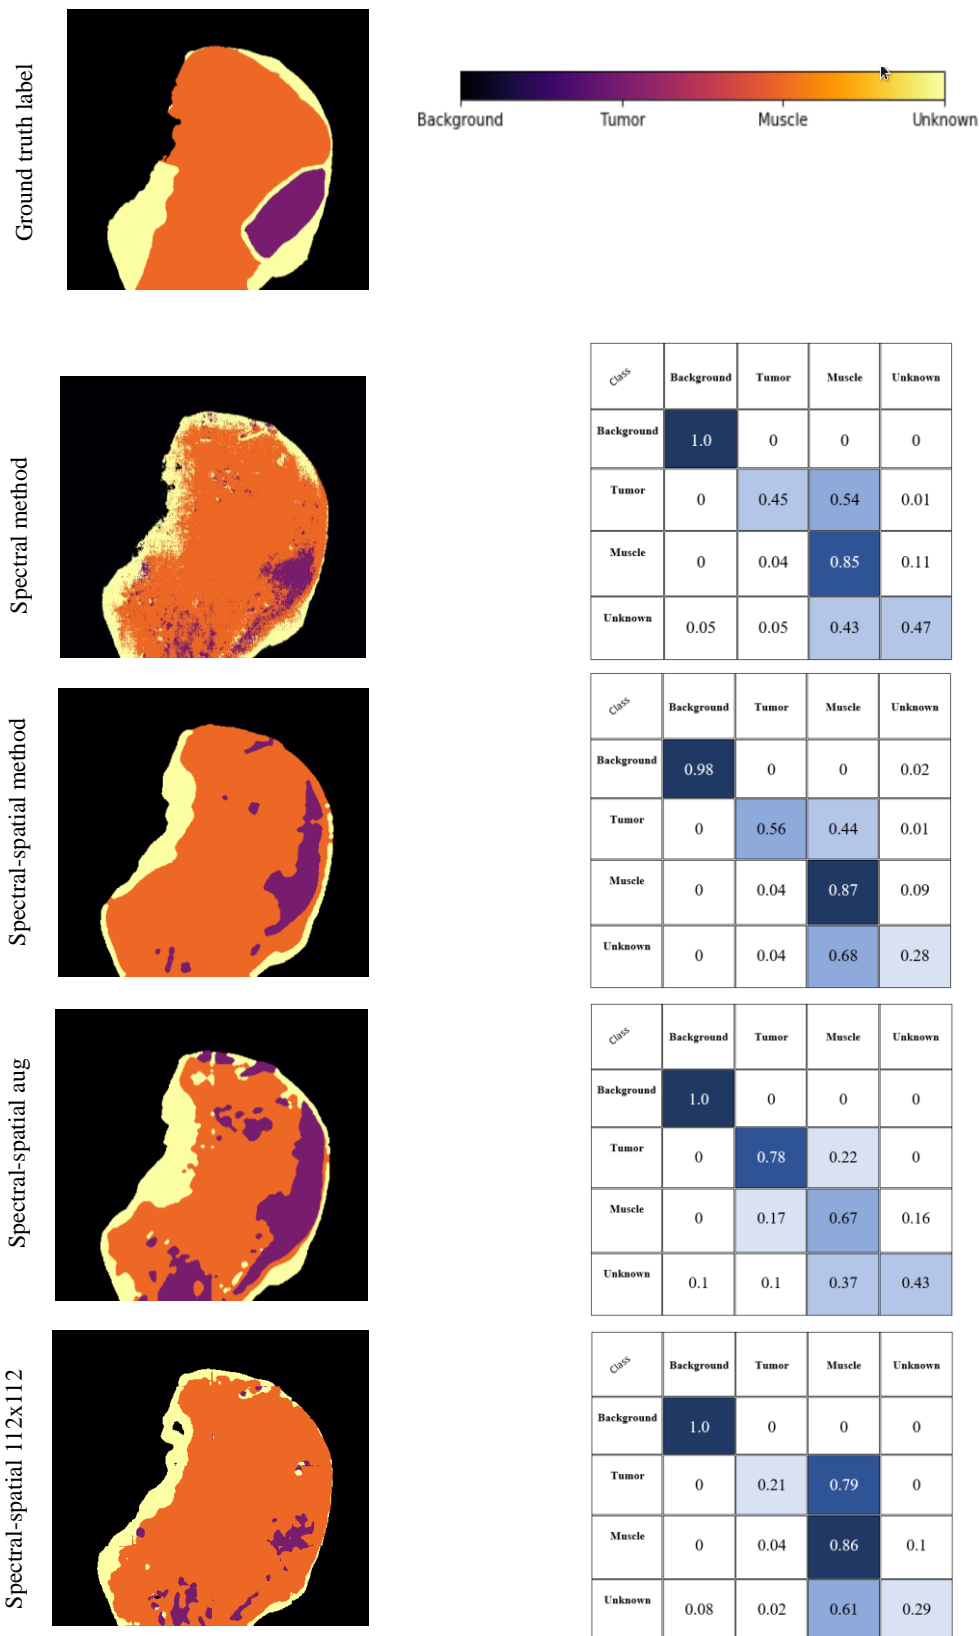 Ground truth label
Background Tumor Muscle Unknown
Spectral method
Class Background Tumor Muscle Unknown
Background 1.0 0 0 0
Tumor 0 0.45 0.54 0.01
Muscle 0 0.04 0.85 0.11
Unknown 0.05 0.05 0.43 0.47
Spectral-spatial method
Class Background Tumor Muscle Unknown
Background 0.98 0 0 0.02
Tumor 0 0.56 0.44 0.01
Muscle 0 0.04 0.87 0.09
Unknown 0 0.04 0.68 0.28
Spectral-spatial aug
Class Background Tumor Muscle Unknown
Background 1.0 0 0 0
Tumor 0 0.78 0.22 0
Muscle 0 0.17 0.67 0.16
Unknown 0.1 0.1 0.37 0.43
Spectral-spatial 112x112
Class Background Tumor Muscle Unknown
Background 1.0 0 0 0
Tumor 0 0.21 0.79 0
Muscle 0 0.04 0.86 0.1
Unknown 0.08 0.02 0.61 0.29